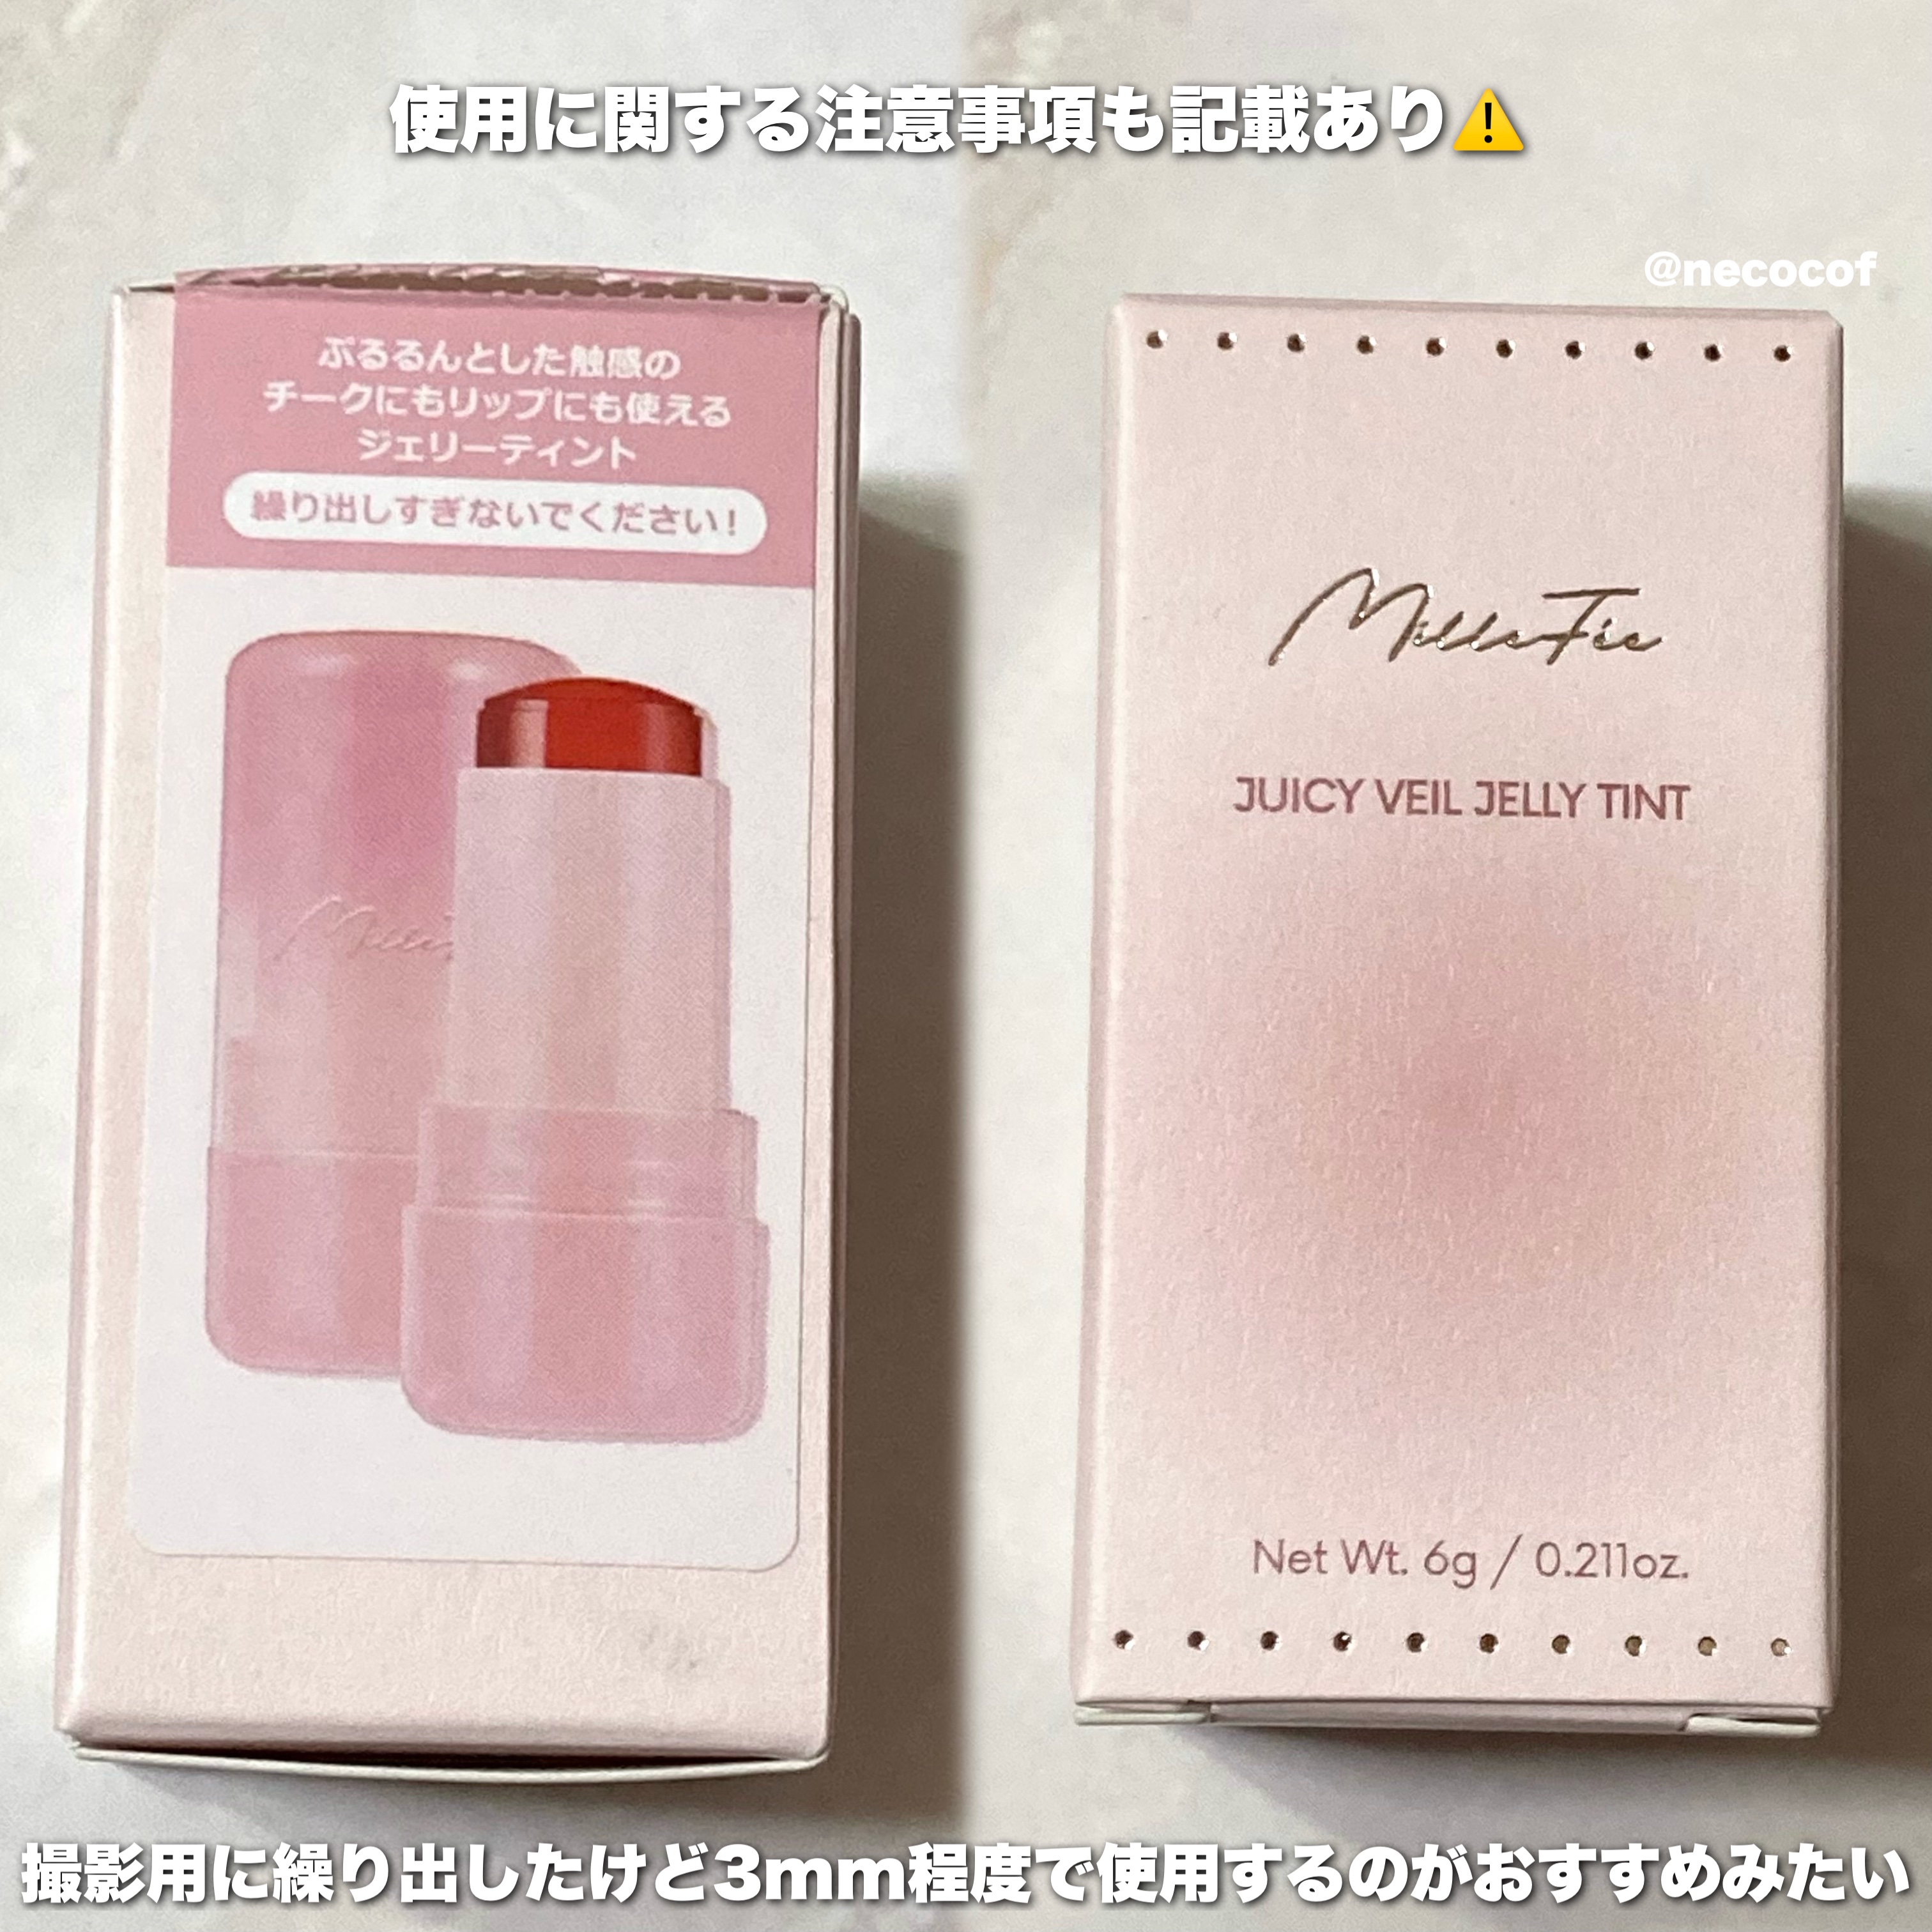 使用に関する注意事項も記載あり⚠️
@necocof
ぷるるんとした触感の
チークにもリップにも使える
ジェリーティント
繰り出しすぎないでください!
MilleFée
JUICY VEIL JELLY TINT
Net Wt. 6g / 0.211oz.
撮影用に繰り出したけど3mm程度で使用するのがおすすめみたい